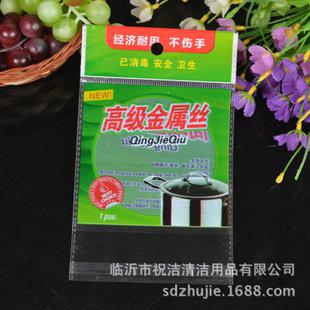 经济耐用 不伤手
已消毒 安全 卫生
NEW!
高级金属丝
QingJieQiu
1 pzo.
临沂市祝洁清洁用品有限公司
sdzhujie.1688.com